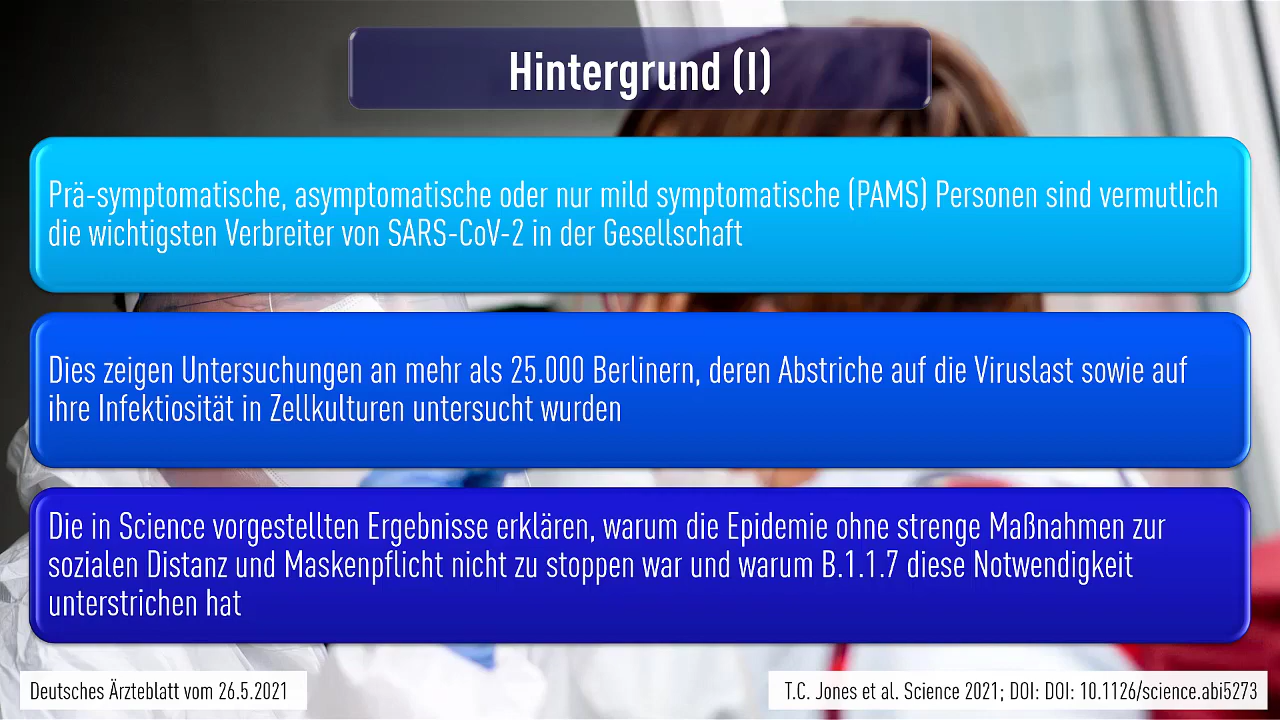 Hintergrund (I)
Prä-symptomatische, asymptomatische oder nur mild symptomatische (PAMS) Personen sind vermutlich
die wichtigsten Verbreiter von SARS-CoV-2 in der Gesellschaft
Dies zeigen Untersuchungen an mehr als 25.000 Berlinern, deren Abstriche auf die Viruslast sowie auf
ihre Infektiosität in Zellkulturen untersucht wurden
Die in Science vorgestellten Ergebnisse erklären, warum die Epidemie ohne strenge Maßnahmen zur
sozialen Distanz und Maskenpflicht nicht zu stoppen war und warum B.1.1.7 diese Notwendigkeit
unterstrichen hat
Deutsches Ärzteblatt vom 26.5.2021
T.C. Jones et al. Science 2021; DOI: DOI: 10.1126/science.abi5273